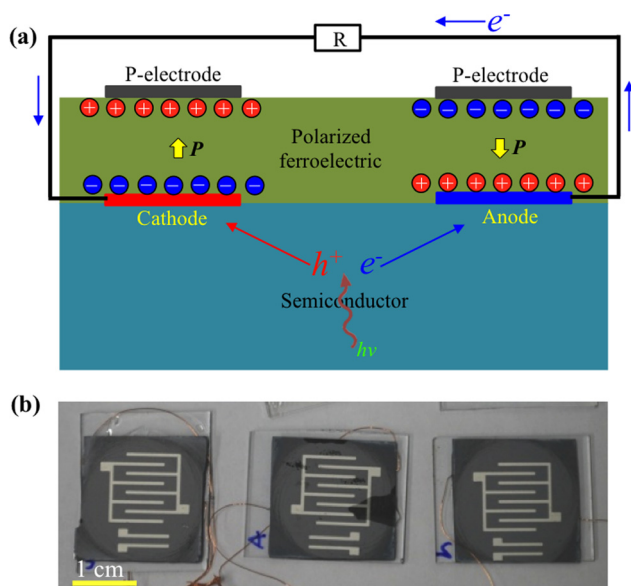 (a)
e-
R
P-electrode
P-electrode
+ + + + + + +
− − − − − − −
P
Polarized
ferroelectric
P
− − − − − − −
+ + + + + + +
Cathode
Anode
h+ e-
Semiconductor
hν
(b)
A
1 cm